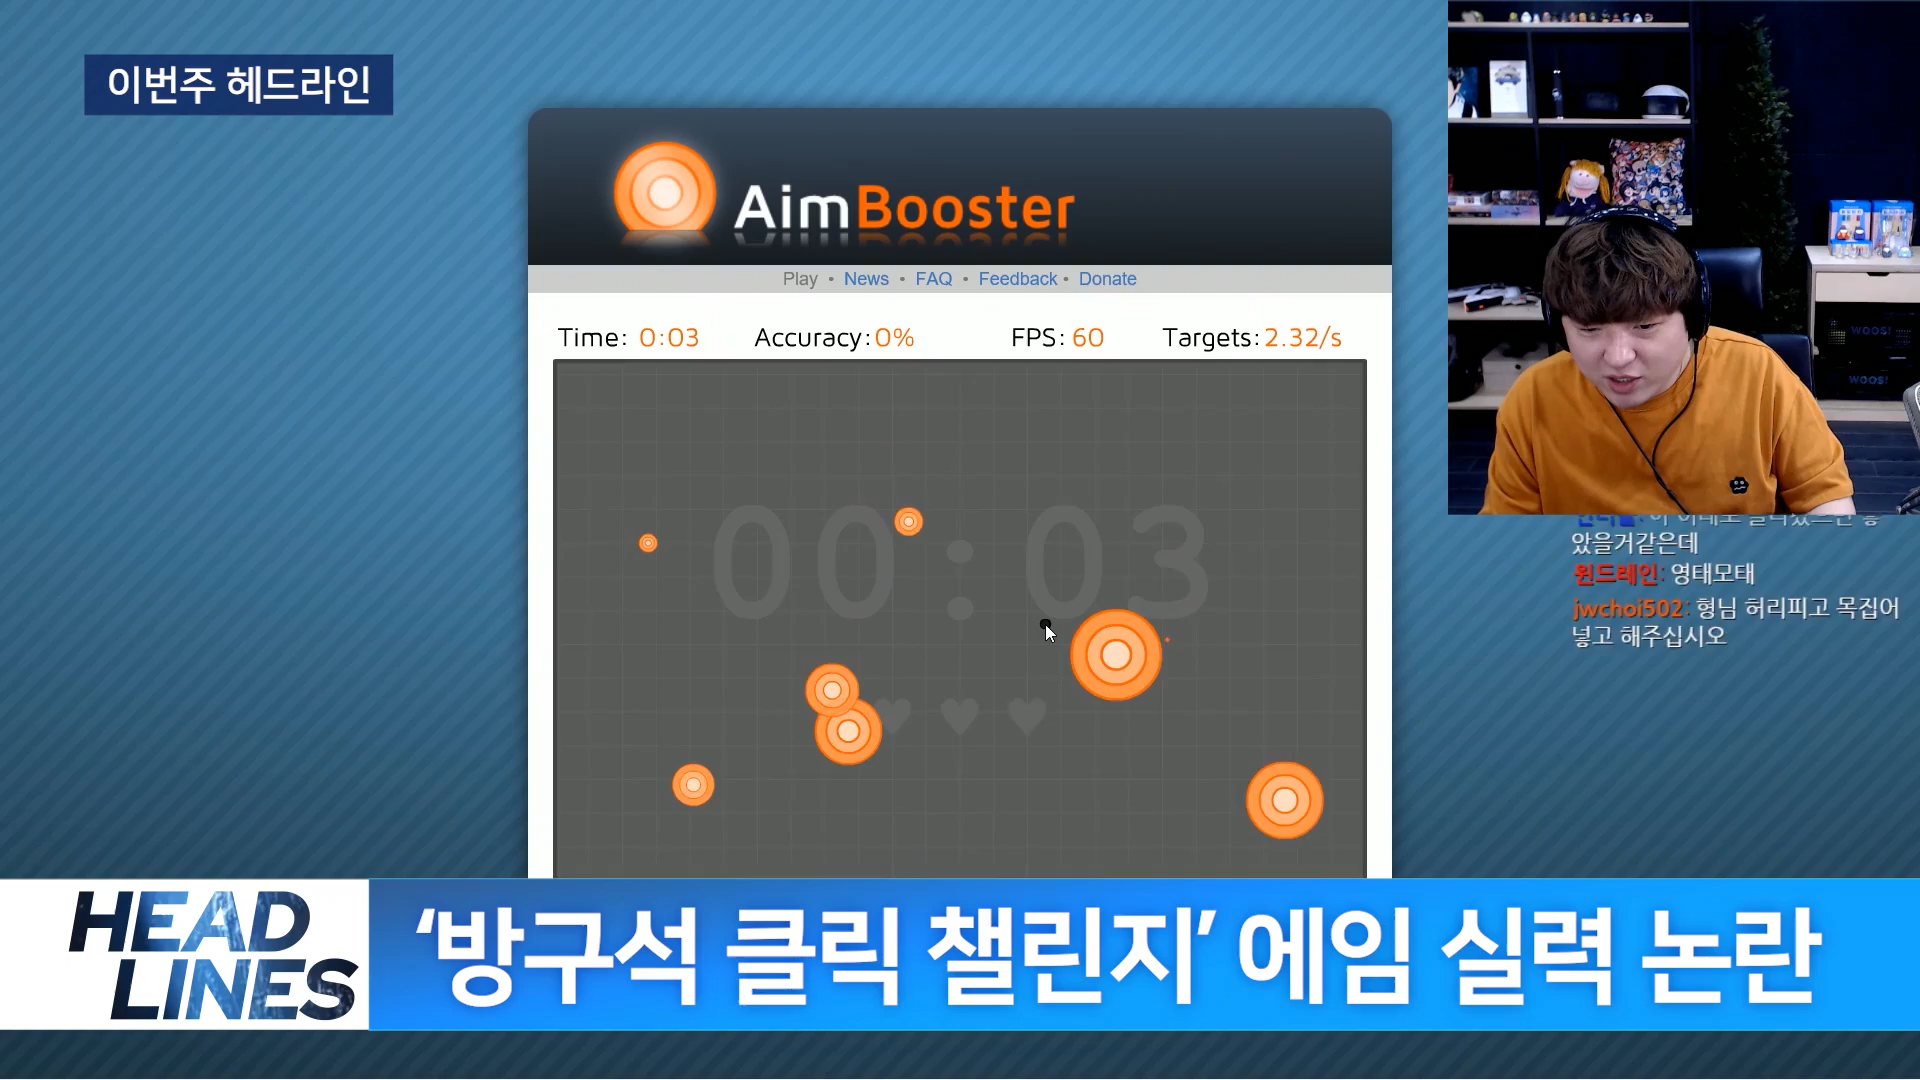 이번주 헤드라인
AimBooster
Play • News • FAQ • Feedback • Donate
Time: 0:03 Accuracy: 0% FPS: 60 Targets: 2.32/s
00:03
WOOS!
WOOS!
았을거같은데
윈드레인: 영태모태
jwchoi502: 형님 허리피고 목집어
넣고 해주십시오
HEAD
LINES
‘방구석 클릭 챌린지’ 에임 실력 논란